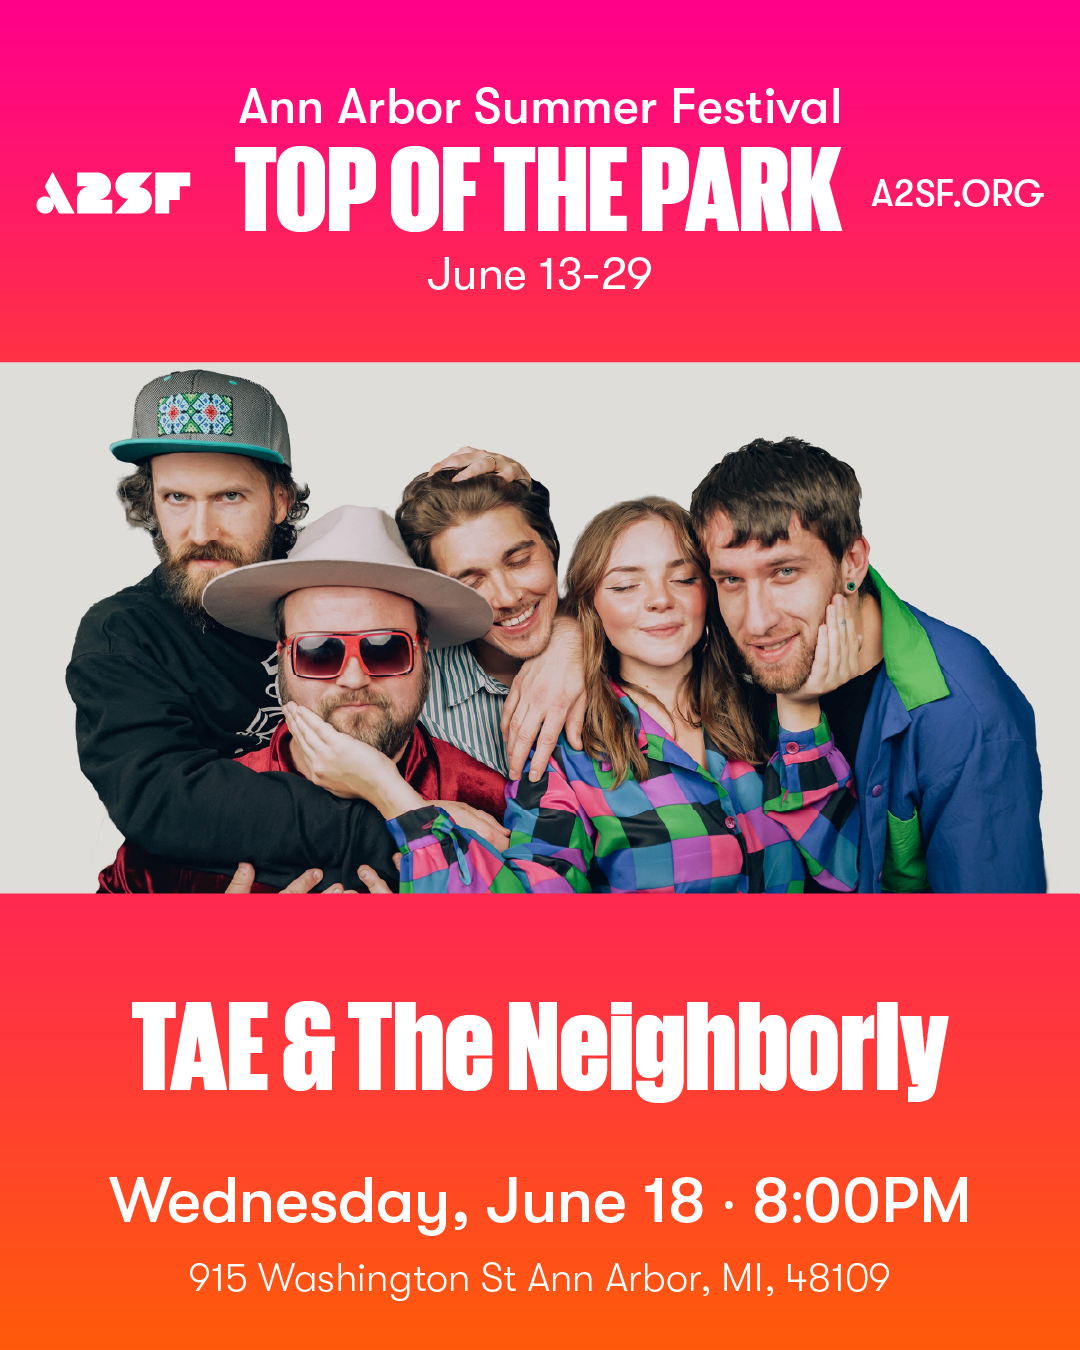 Ann Arbor Summer Festival
A2SF
TOP OF THE PARK
A2SF.ORG
June 13-29
TAE & The Neighborly
Wednesday, June 18 · 8:00PM
915 Washington St Ann Arbor, MI, 48109